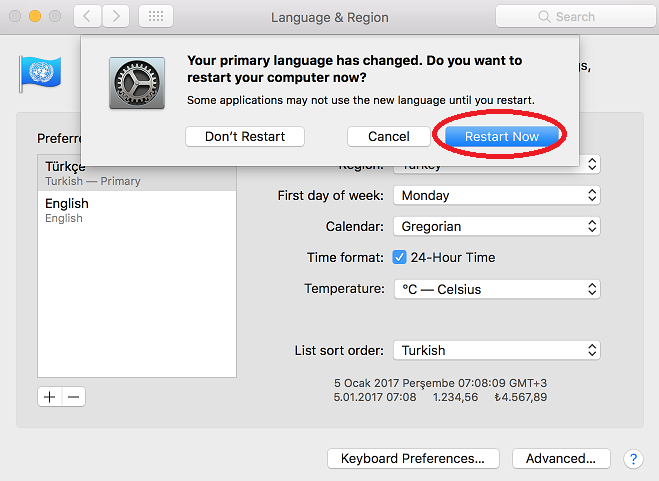 Language & Region
Search
Your primary language has changed. Do you want to
restart your computer now?
Some applications may not use the new language until you restart.
Don't Restart
Cancel
Restart Now
Türkçe
Turkish — Primary
English
English
Region:
Turkey
First day of week:
Monday
Calendar:
Gregorian
Time format:
24-Hour Time
Temperature:
°C — Celsius
List sort order:
Turkish
5 Ocak 2017 Perşembe 07:08:09 GMT+3
5.01.2017 07:08 1.234,56 ₺4.567,89
+
−
Keyboard Preferences...
Advanced...
?